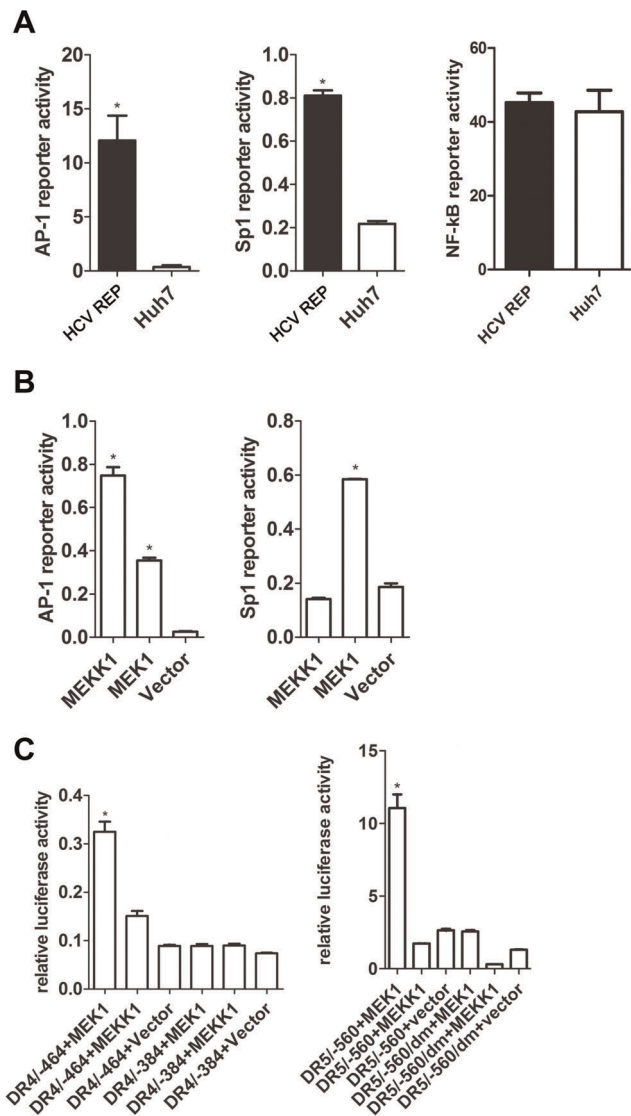 A
AP-1 reporter activity
20
15
10
5
0
*
HCV REP
Huh7
Sp1 reporter activity
1.0
0.8
0.6
0.4
0.2
0.0
*
HCV REP
Huh7
NF-kB reporter activity
60
40
20
0
HCV REP
Huh7
B
AP-1 reporter activity
1.0
0.8
0.6
0.4
0.2
0.0
*
*
MEKK1
MEK1
Vector
Sp1 reporter activity
0.8
0.6
0.4
0.2
0.0
*
MEKK1
MEK1
Vector
C
relative luciferase activity
0.4
0.3
0.2
0.1
0.0
*
DR4/-464+MEK1
DR4/-464+MEKK1
DR4/-464+Vector
DR4/-384+MEK1
DR4/-384+MEKK1
DR4/-384+Vector
relative luciferase activity
15
10
5
0
*
DR5/-560+MEK1
DR5/-560+MEKK1
DR5/-560+vector
DR5/-560/dm+MEK1
DR5/-560/dm+MEKK1
DR5/-560/dm+vector